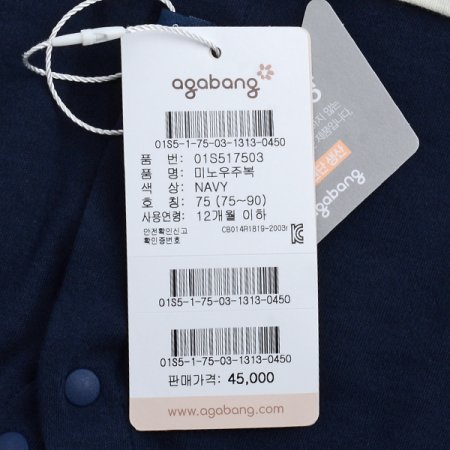 agabang
01S5-1-75-03-1313-0450
품 번: 01S517503
품 명: 미노우주복
색 상: NAVY
호 칭: 75 (75~90)
사용연령: 12개월 이하
안전확인신고
확인증번호: CB014R1819-2003
01S5-1-75-03-1313-0450
01S5-1-75-03-1313-0450
판매가격: 45,000
www.agabang.com
agabang